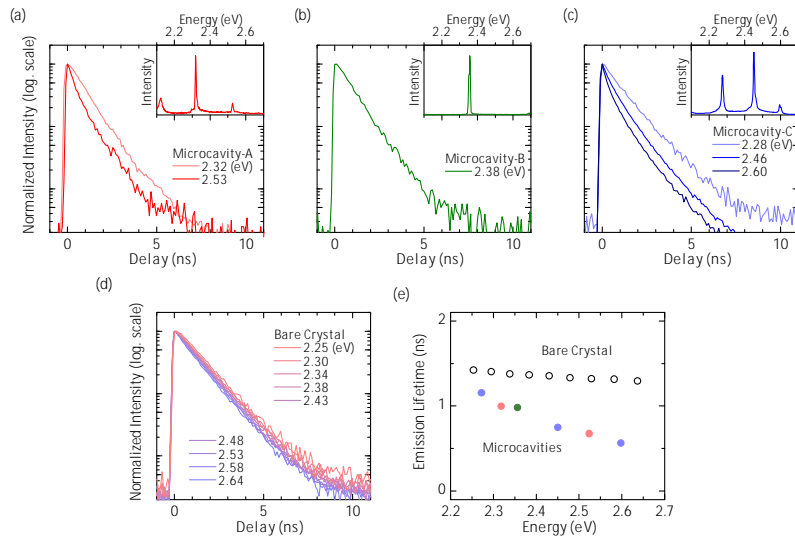 (a)
Energy (eV)
2.2 2.4 2.6
Intensity
Normalized Intensity (log. scale)
Microcavity-A
2.32 (eV)
2.53
0 5 10
Delay (ns)
(b)
Energy (eV)
2.2 2.4 2.6
Intensity
Microcavity-B
2.38 (eV)
0 5 10
Delay (ns)
(c)
Energy (eV)
2.2 2.4 2.6
Intensity
Microcavity-C
2.28 (eV)
2.46
2.60
0 5 10
Delay (ns)
(d)
Normalized Intensity (log. scale)
Bare Crystal
2.25 (eV)
2.30
2.34
2.38
2.43
2.48
2.53
2.58
2.64
0 5 10
Delay (ns)
(e)
Emission Lifetime (ns)
2
1
0
Bare Crystal
Microcavities
2.2 2.3 2.4 2.5 2.6 2.7
Energy (eV)